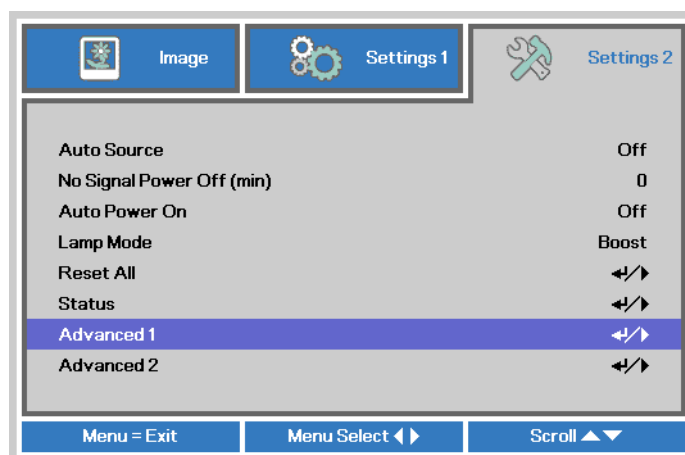 Image Settings 1 Settings 2
Auto Source Off
No Signal Power Off (min) 0
Auto Power On Off
Lamp Mode Boost
Reset All
Status
Advanced 1
Advanced 2
Menu = Exit Menu Select Scroll